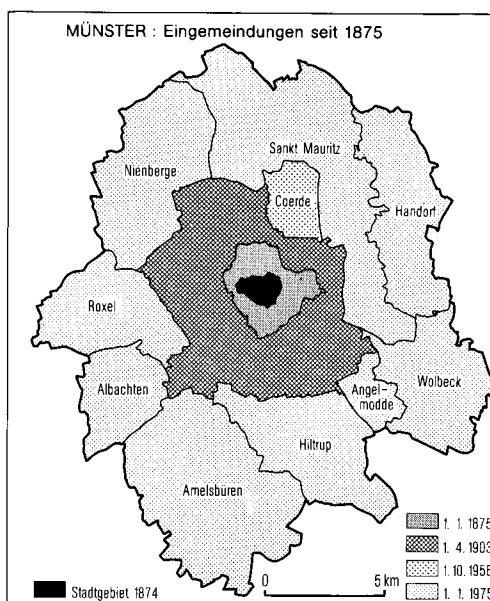 MÜNSTER : Eingemeindungen seit 1875
Sankt Mauritz
Nienberge
Coerde
Handorf
Roxel
Albachten
Angel-
modde
Wolbeck
Hiltrup
Amelsbüren
1. 1. 1875
1. 4. 1903
1. 10. 1956
1. 1. 1975
Stadtgebiet 1874
0 5 km